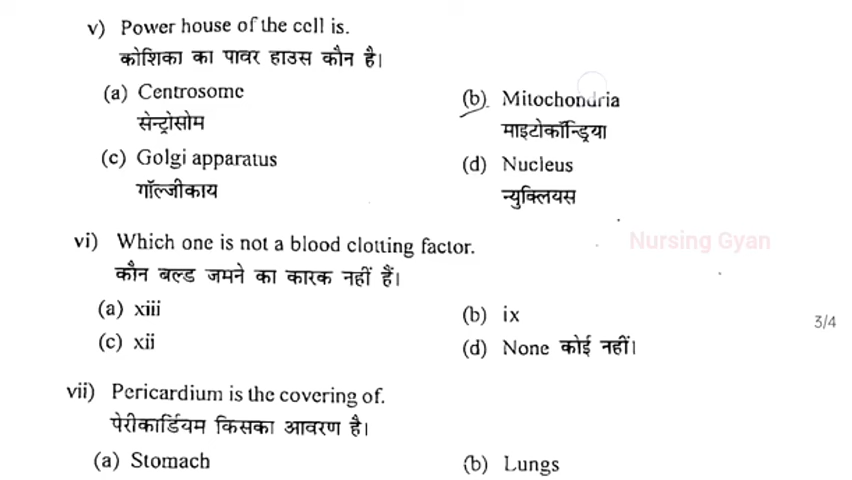 v) Power house of the cell is.
कोशिका का पावर हाउस कौन है।
(a) Centrosome (b) Mitochondria
सेन्ट्रोसोम माइटोकॉन्ड्रिया
(c) Golgi apparatus (d) Nucleus
गॉल्जीकाय न्युक्लियस
vi) Which one is not a blood clotting factor.
Nursing Gyan
कौन बल्ड जमने का कारक नहीं हैं।
(a) xiii (b) ix
3/4
(c) xii (d) None कोई नहीं।
vii) Pericardium is the covering of.
पेरीकार्डियम किसका आवरण है।
(a) Stomach (b) Lungs